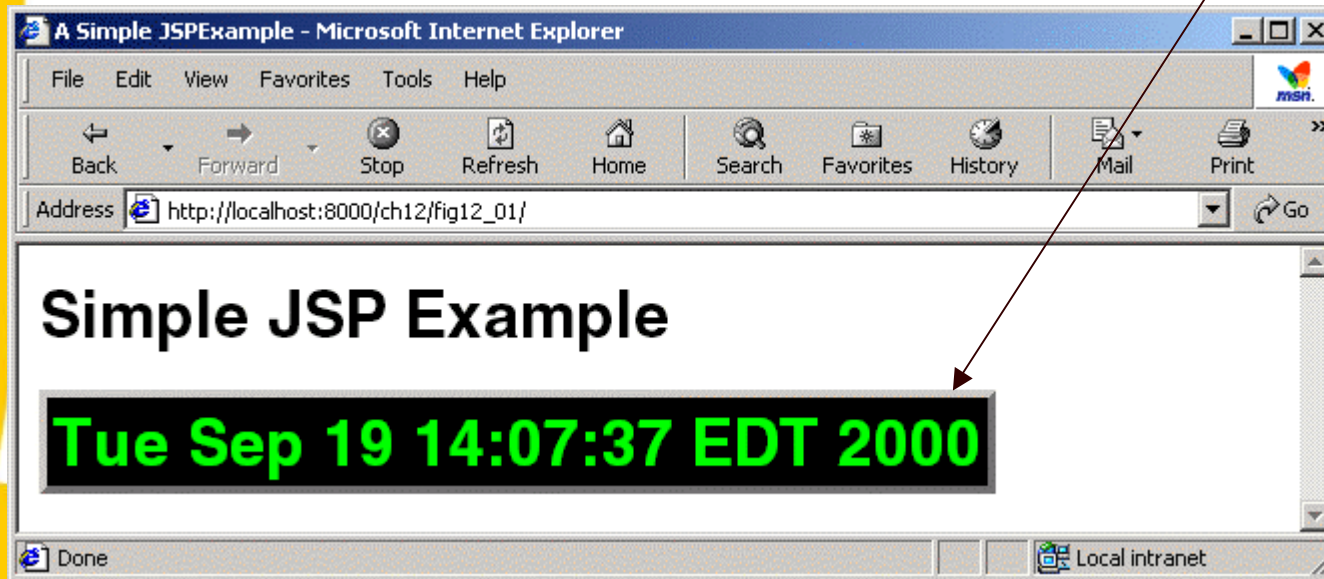 A Simple JSPExample - Microsoft Internet Explorer
File Edit View Favorites Tools Help
msn.
Back Forward Stop Refresh Home Search Favorites History Mail Print »
Address http://localhost:8000/ch12/fig12_01/ Go
Simple JSP Example
Tue Sep 19 14:07:37 EDT 2000
Done Local intranet